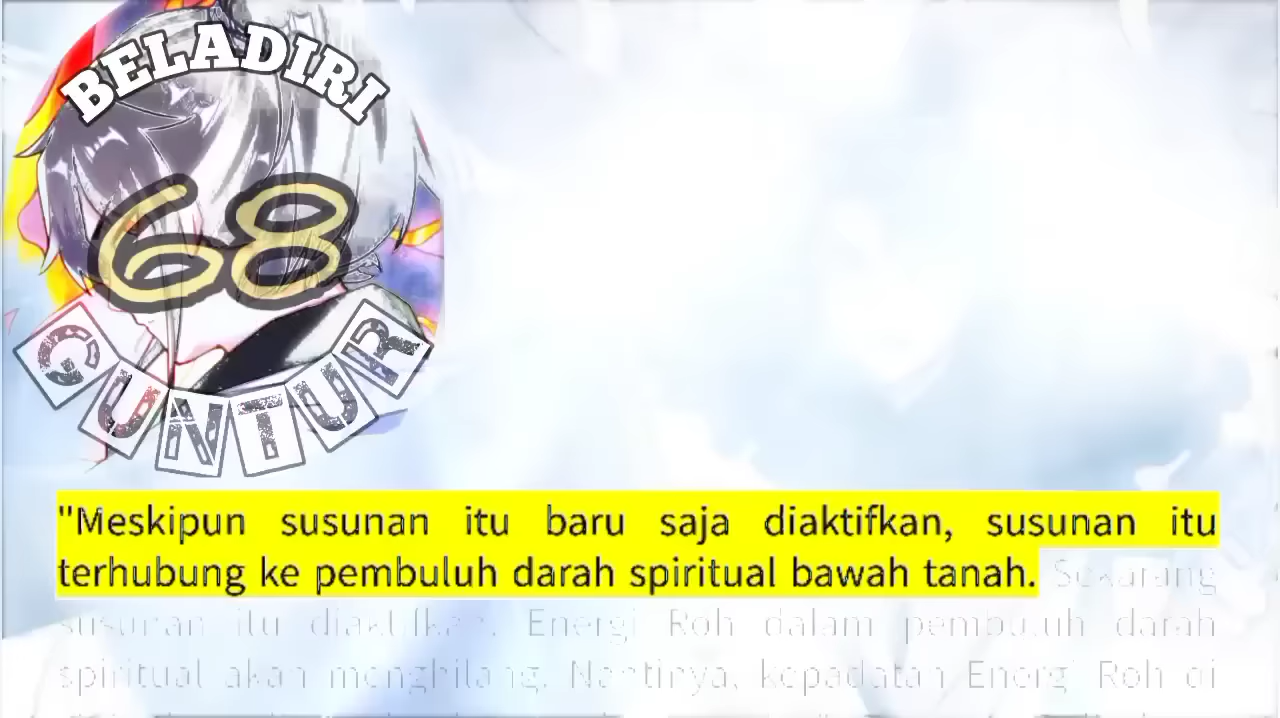 BELADIRI
68
GUNTUR
"Meskipun susunan itu baru saja diaktifkan, susunan itu
terhubung ke pembuluh darah spiritual bawah tanah. Sekarang
susunan itu diaktifkan. Energi Roh dalam pembuluh darah
spiritual akan menghilang. Nantinya, kepadatan Energi Roh di